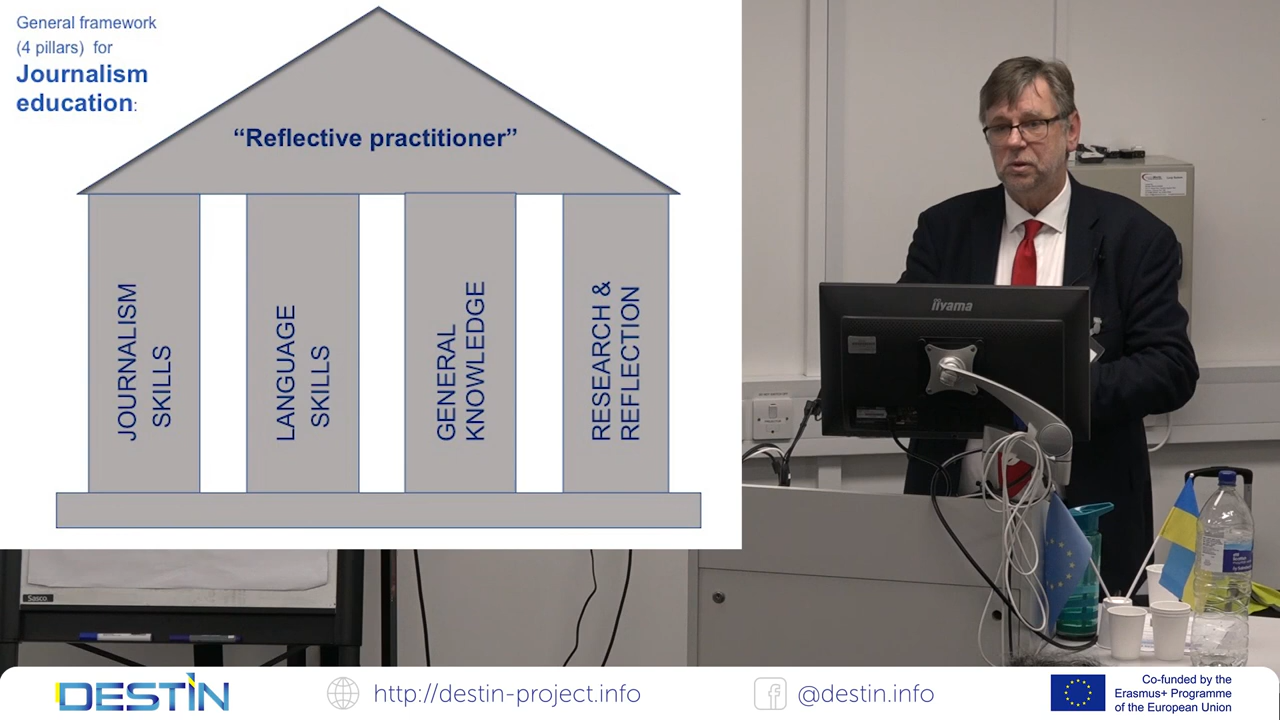 General framework
(4 pillars) for
Journalism
education:
“Reflective practitioner”
JOURNALISM
SKILLS
LANGUAGE
SKILLS
GENERAL
KNOWLEDGE
RESEARCH &
REFLECTION
iiyama
Sasco
DESTIN
http://destin-project.info
@destin.info
Co-funded by the
Erasmus+ Programme
of the European Union